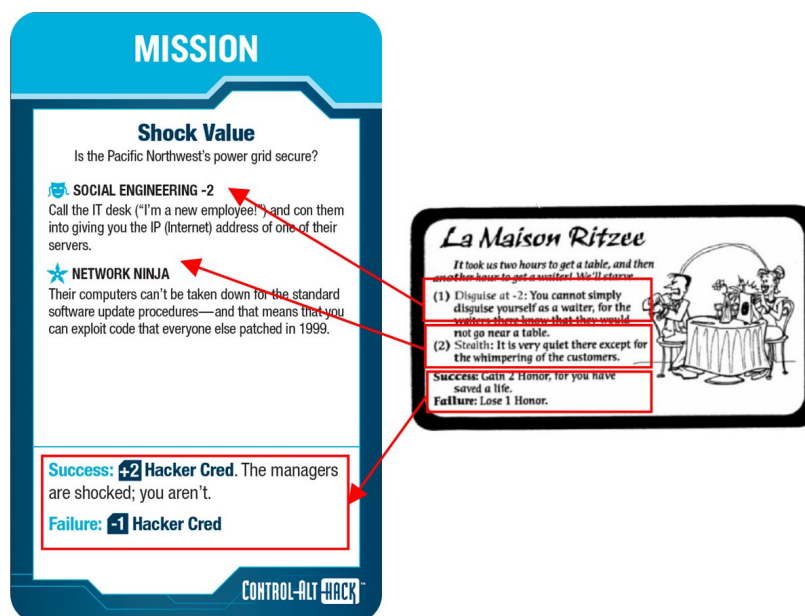 MISSION
Shock Value
Is the Pacific Northwest's power grid secure?
SOCIAL ENGINEERING -2
Call the IT desk ("I'm a new employee!") and con them
into giving you the IP (Internet) address of one of their
servers.
NETWORK NINJA
Their computers can't be taken down for the standard
software update procedures—and that means that you
can exploit code that everyone else patched in 1999.
Success: +2 Hacker Cred. The managers
are shocked; you aren't.
Failure: -1 Hacker Cred
CONTROL-ALT-HACK™
La Maison Ritzee
It took us two hours to get a table, and then
another hour to get a waiter! We'll starve
(1) Disguise at -2: You cannot simply
disguise yourself as a waiter, for the
waiters there know that they would
not go near a table.
(2) Stealth: It is very quiet there except for
the whimpering of the customers.
Success: Gain 2 Honor, for you have
saved a life.
Failure: Lose 1 Honor.